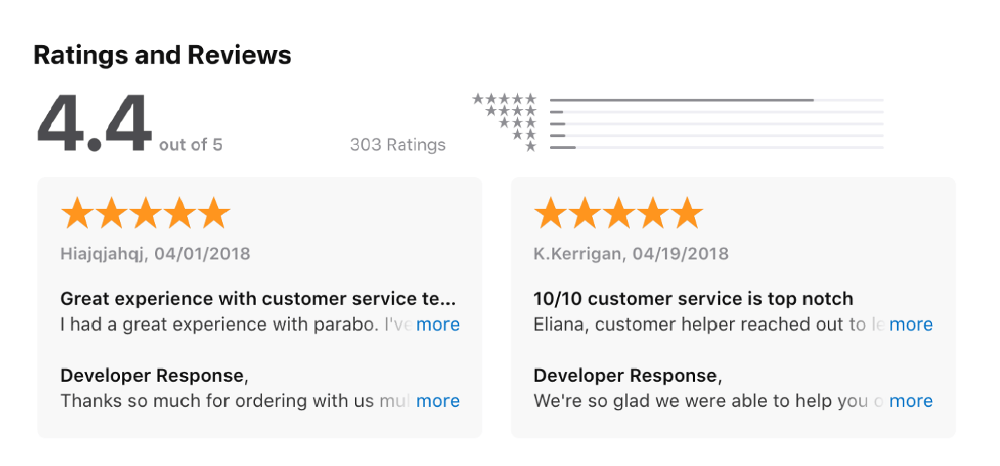 Ratings and Reviews
4.4 out of 5
303 Ratings
Hiajqjahqj, 04/01/2018
Great experience with customer service te...
I had a great experience with parabo. I've more
Developer Response,
Thanks so much for ordering with us mul more
K.Kerrigan, 04/19/2018
10/10 customer service is top notch
Eliana, customer helper reached out to le more
Developer Response,
We're so glad we were able to help you o more